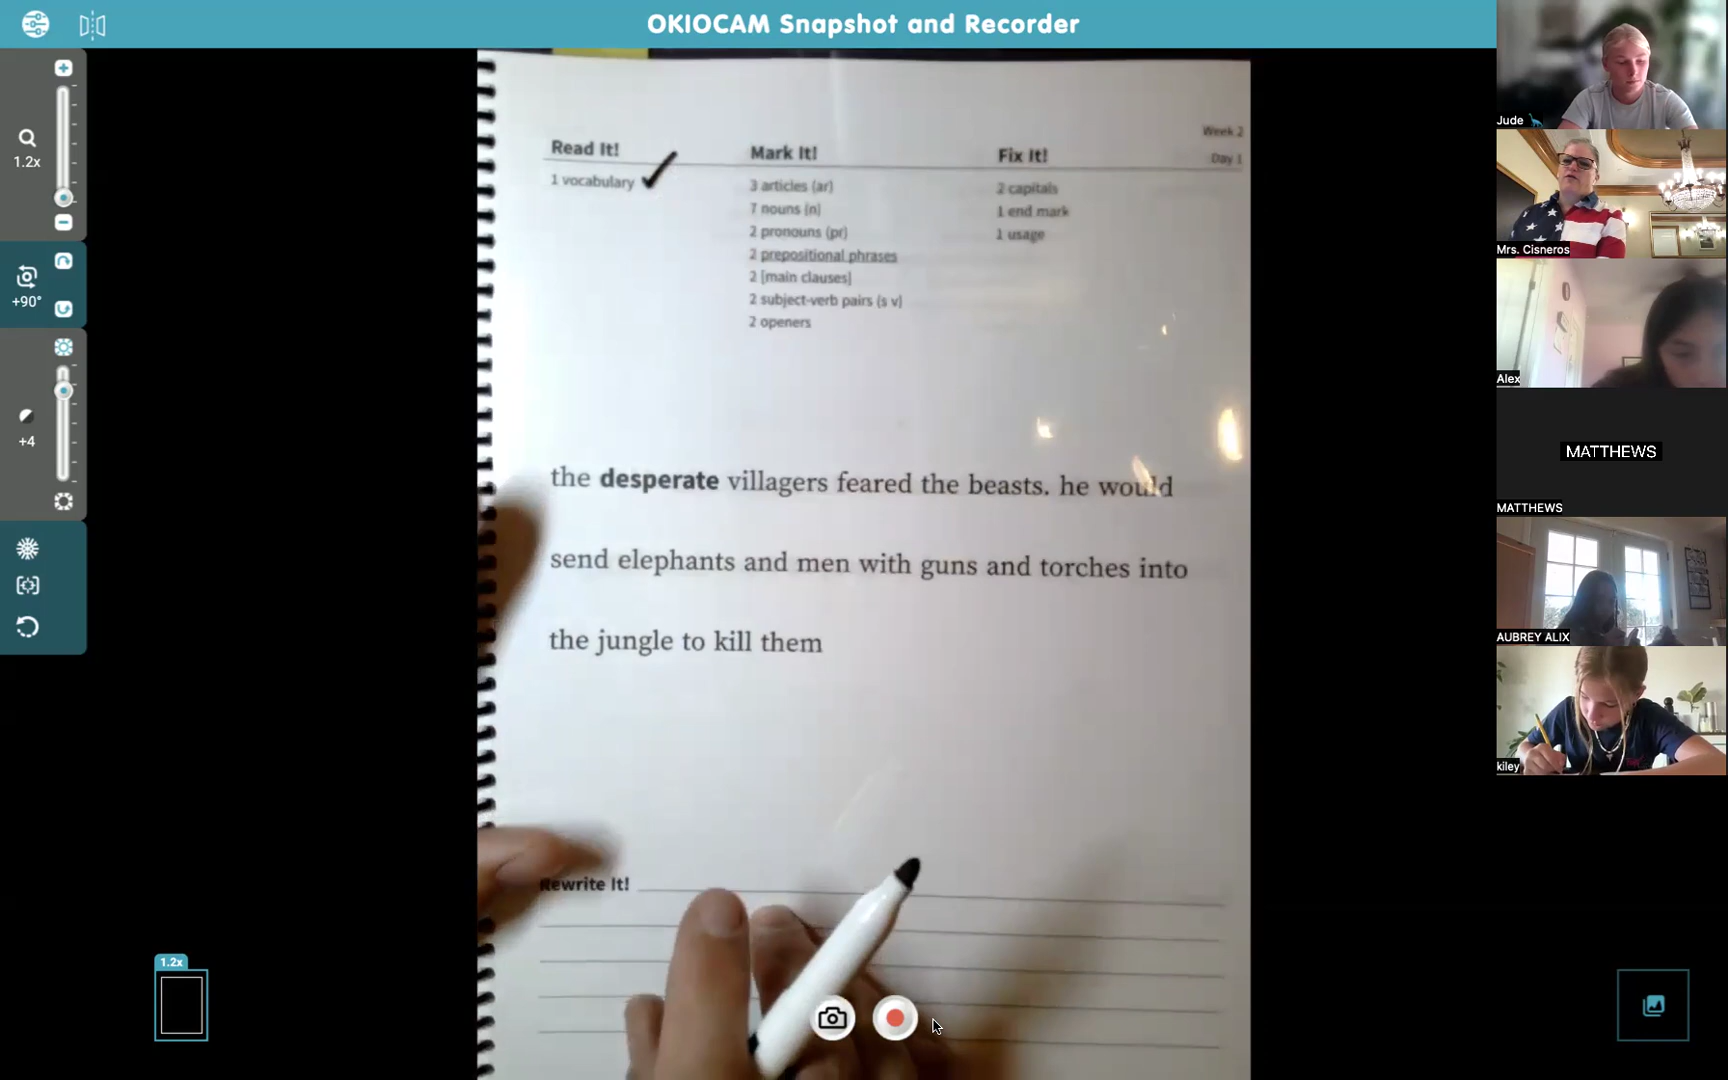 OKIOCAM Snapshot and Recorder
1.2x
+90°
+4
1.2x
Week 2
Day 1
Read It!
1 vocabulary
Mark It!
3 articles (ar)
7 nouns (n)
2 pronouns (pr)
2 prepositional phrases
2 [main clauses]
2 subject-verb pairs (s v)
2 openers
Fix It!
2 capitals
1 end mark
1 usage
the desperate villagers feared the beasts. he would
send elephants and men with guns and torches into
the jungle to kill them
Rewrite It!
Jude
Mrs. Cisneros
Alex
MATTHEWS
MATTHEWS
AUBREY ALIX
kiley